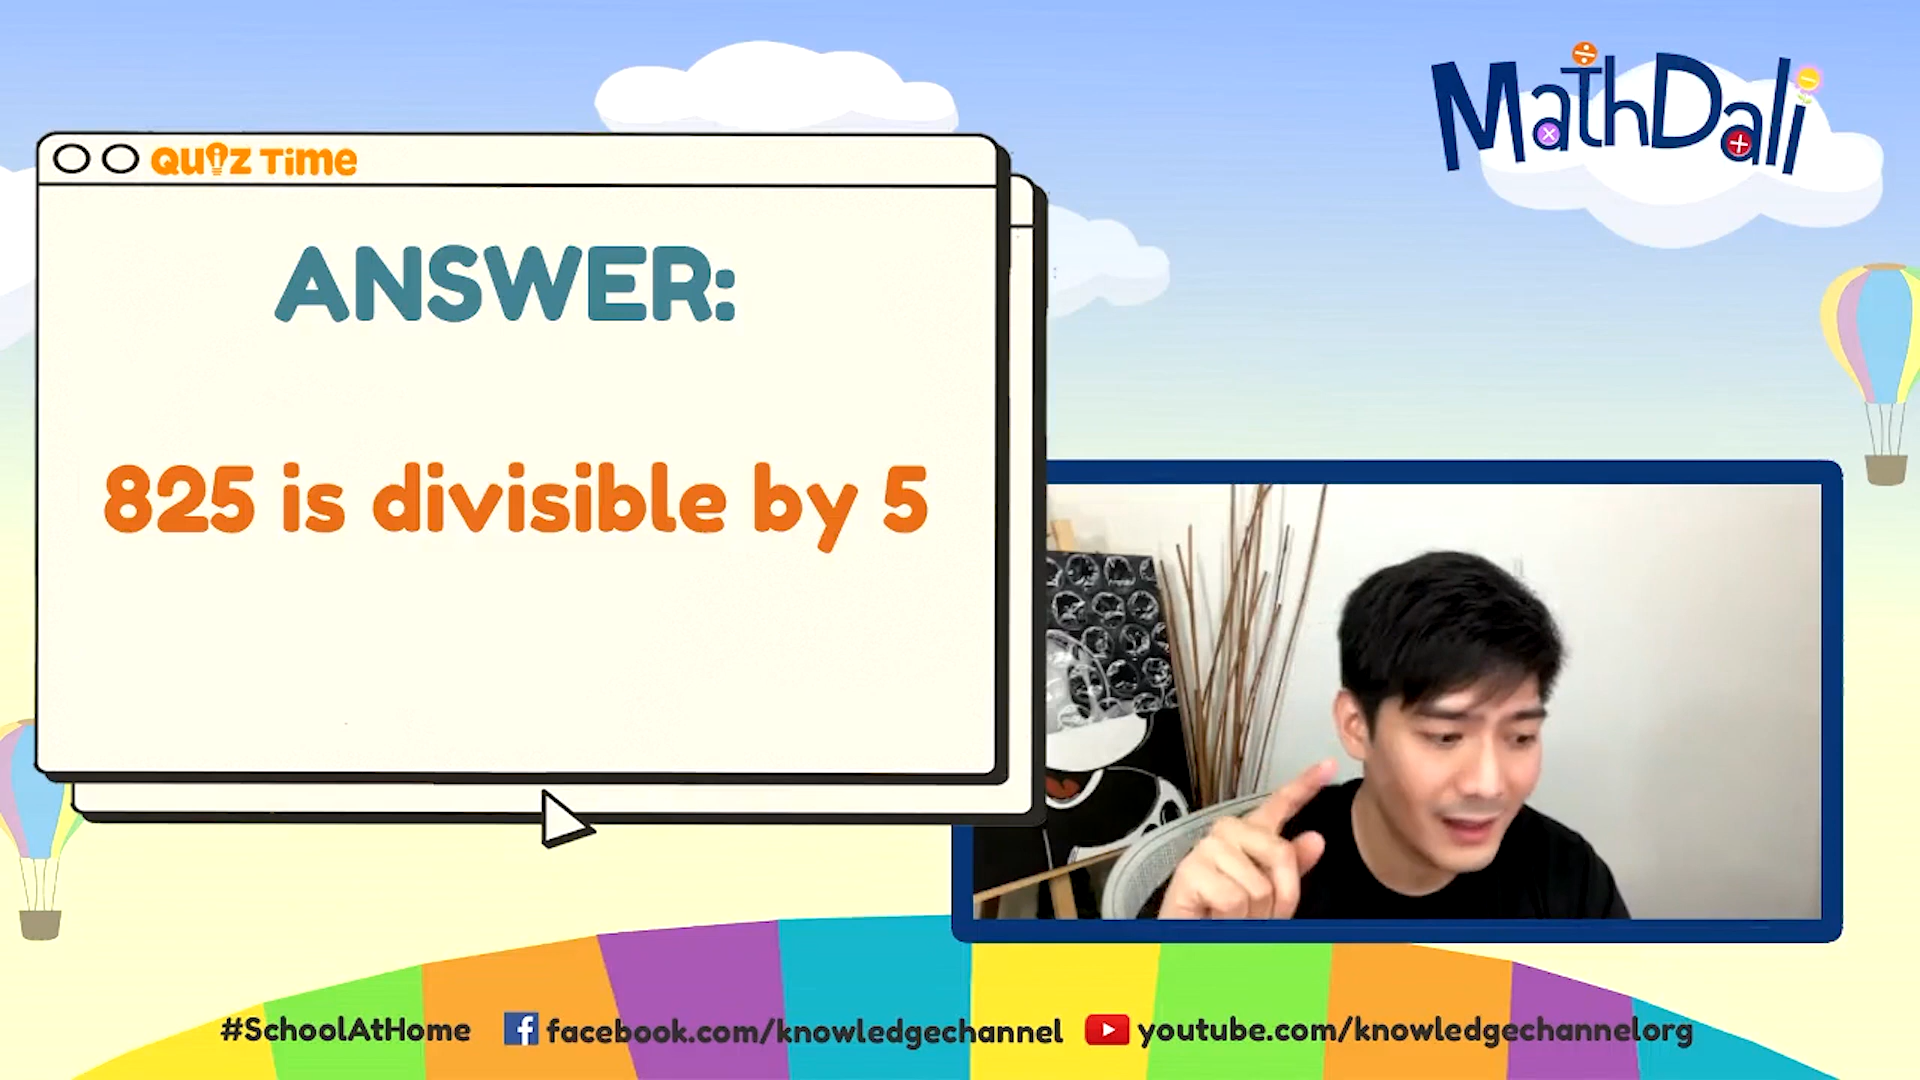 MathDali
QUIZ TIME
ANSWER:
825 is divisible by 5
#SchoolAtHome facebook.com/knowledgechannel youtube.com/knowledgechannelorg